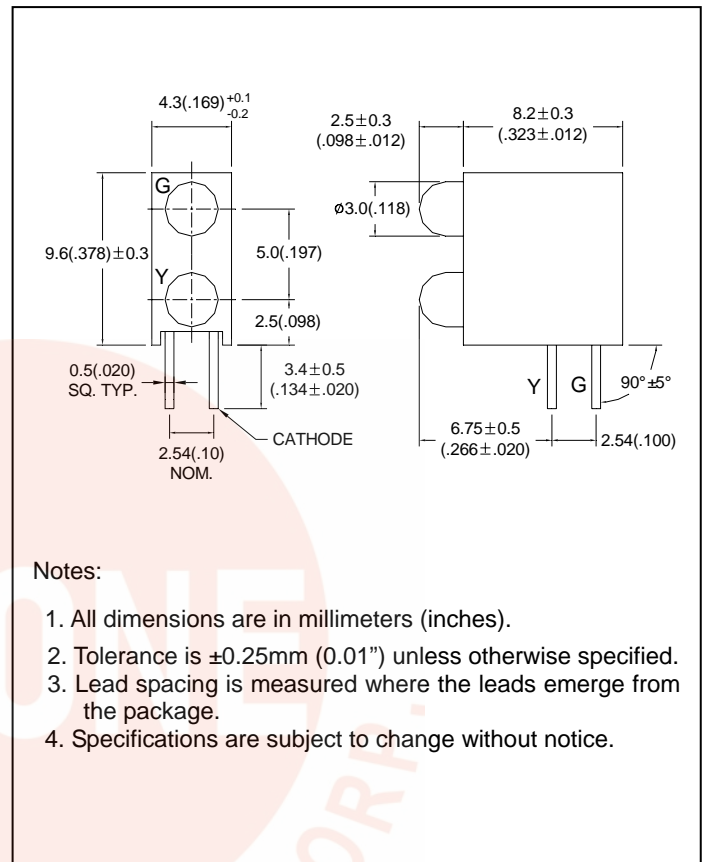 4.3(.169) +0.1
-0.2
2.5±0.3
(.098±.012)
8.2±0.3
(.323±.012)
G
ø3.0(.118)
9.6(.378)±0.3
5.0(.197)
Y
2.5(.098)
0.5(.020)
SQ. TYP.
3.4±0.5
(.134±.020)
Y G 90°±5°
CATHODE
2.54(.10)
NOM.
6.75±0.5
(.266±.020)
2.54(.100)
Notes:
1. All dimensions are in millimeters (inches).
2. Tolerance is ±0.25mm (0.01”) unless otherwise specified.
3. Lead spacing is measured where the leads emerge from
the package.
4. Specifications are subject to change without notice.
ONE
ORP.